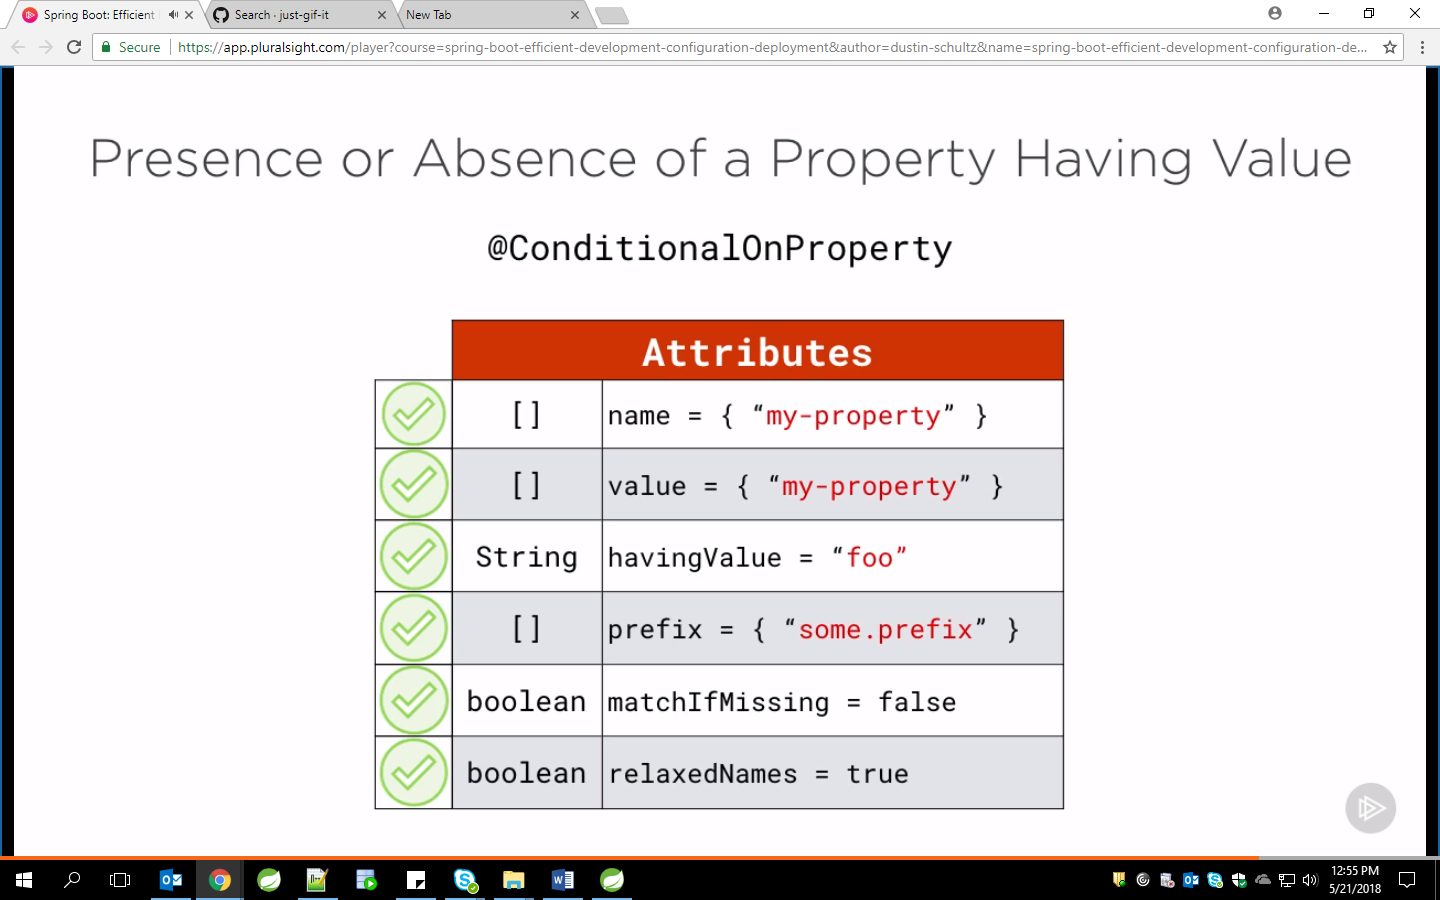 Spring Boot: Efficient
Search · just-gif-it
New Tab
Secure
https://app.pluralsight.com/player?course=spring-boot-efficient-development-configuration-deployment&author=dustin-schultz&name=spring-boot-efficient-development-configuration-de...
Presence or Absence of a Property Having Value
@ConditionalOnProperty
Attributes
[] name = { “my-property” }
[] value = { “my-property” }
String havingValue = “foo”
[] prefix = { “some.prefix” }
boolean matchIfMissing = false
boolean relaxedNames = true
12:55 PM
5/21/2018